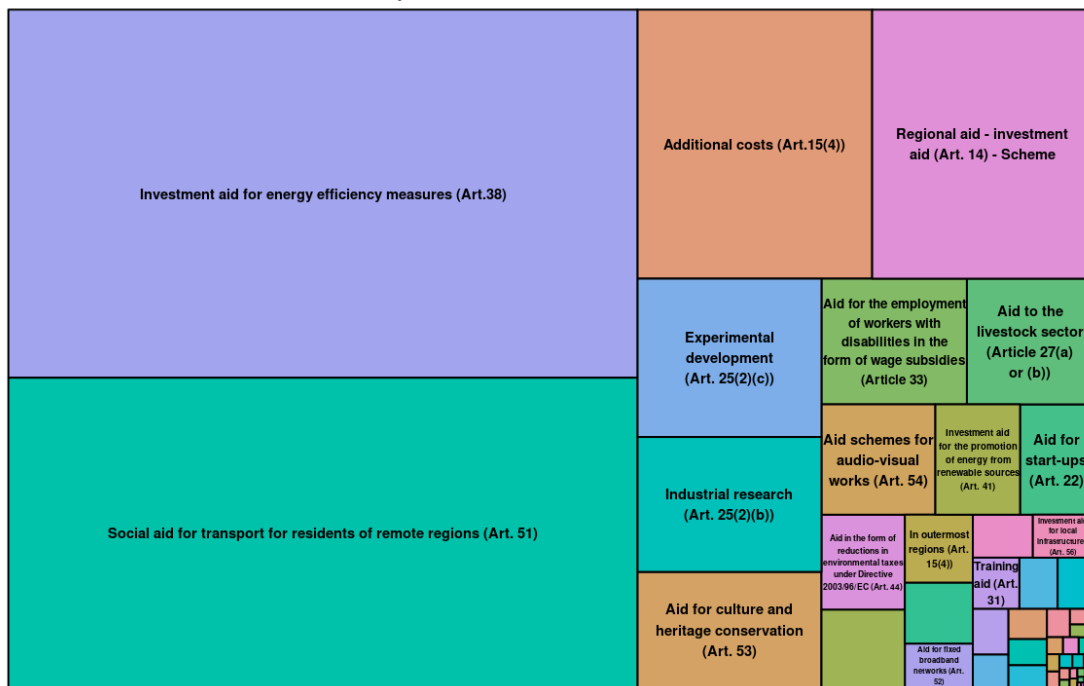 Investment aid for energy efficiency measures (Art.38)
Social aid for transport for residents of remote regions (Art. 51)
Additional costs (Art.15(4))
Regional aid - investment
aid (Art. 14) - Scheme
Experimental
development
(Art. 25(2)(c))
Industrial research
(Art. 25(2)(b))
Aid for culture and
heritage conservation
(Art. 53)
Aid for the employment
of workers with
disabilities in the
form of wage subsidies
(Article 33)
Aid to the
livestock sector
(Article 27(a)
or (b))
Aid schemes for
audio-visual
works (Art. 54)
Investment aid
for the promotion
of energy from
renewable sources
(Art. 41)
Aid for
start-ups
(Art. 22)
Aid in the form of
reductions in
environmental taxes
under Directive
2003/96/EC (Art. 44)
In outermost
regions (Art.
15(4))
Investment aid
for local
infrastructures
(Art. 56)
Training
aid (Art.
31)
Aid for fixed
broadband
networks (Art.
52)